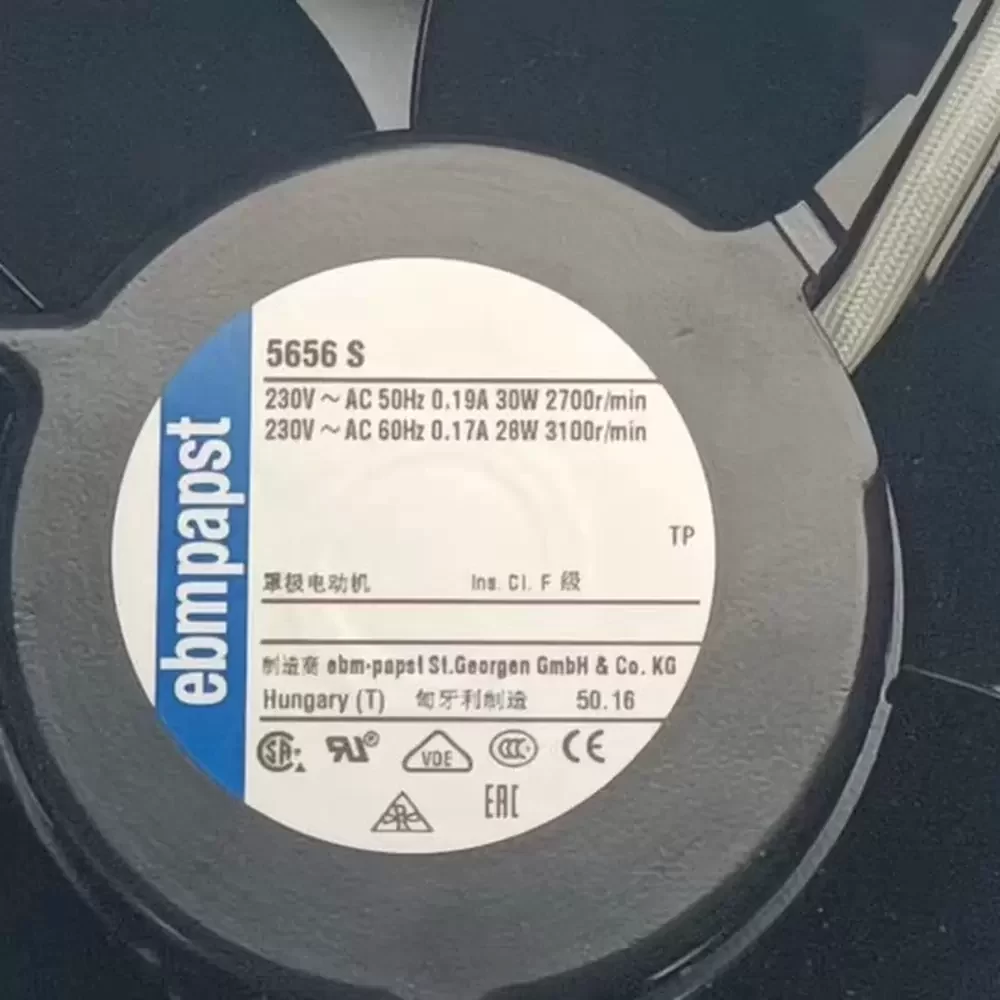 ebmpapst
5656 S
230V ~ AC 50Hz 0.19A 30W 2700r/min
230V ~ AC 60Hz 0.17A 28W 3100r/min
TP
罩极电动机 Ins. Cl. F 级
制造商 ebm-papst St.Georgen GmbH & Co. KG
Hungary (T) 匈牙利制造 50.16
SA VDE CCC CE
EAC